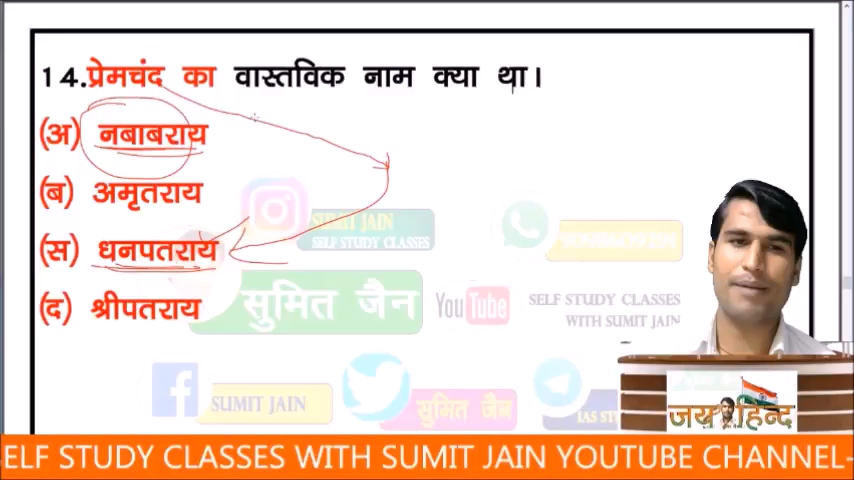 14.प्रेमचंद का वास्तविक नाम क्या था।
(अ) नबाबराय
(ब) अमृतराय
(स) धनपतराय
(द) श्रीपतराय
SUMIT JAIN
SELF STUDY CLASSES
सुमित जैन
YouTube
SELF STUDY CLASSES
WITH SUMIT JAIN
SUMIT JAIN
सुमित जैन
IAS
जय हिन्द
ELF STUDY CLASSES WITH SUMIT JAIN YOUTUBE CHANNEL-